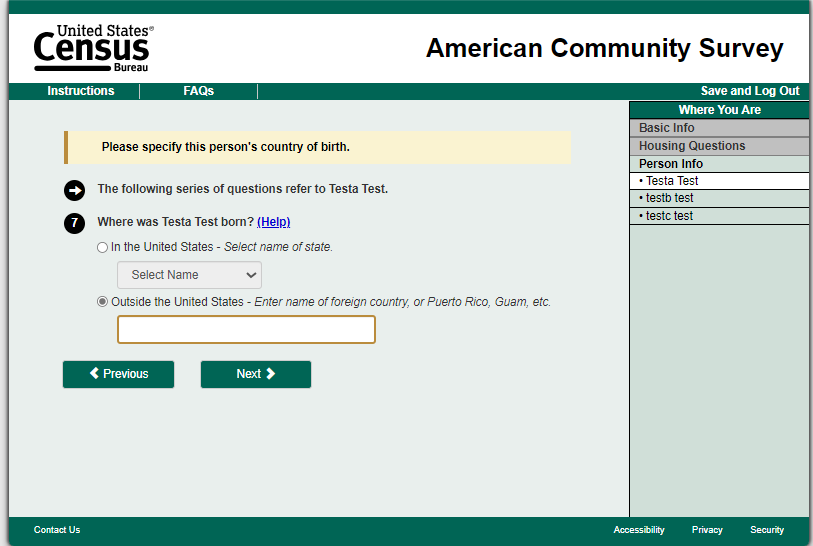 United States®
Census
Bureau
American Community Survey
Instructions
FAQs
Save and Log Out
Where You Are
Basic Info
Housing Questions
Person Info
• Testa Test
• testb test
• testc test
Please specify this person's country of birth.
The following series of questions refer to Testa Test.
7 Where was Testa Test born? (Help)
In the United States - Select name of state.
Select Name
Outside the United States - Enter name of foreign country, or Puerto Rico, Guam, etc.
Previous
Next
Contact Us
Accessibility
Privacy
Security